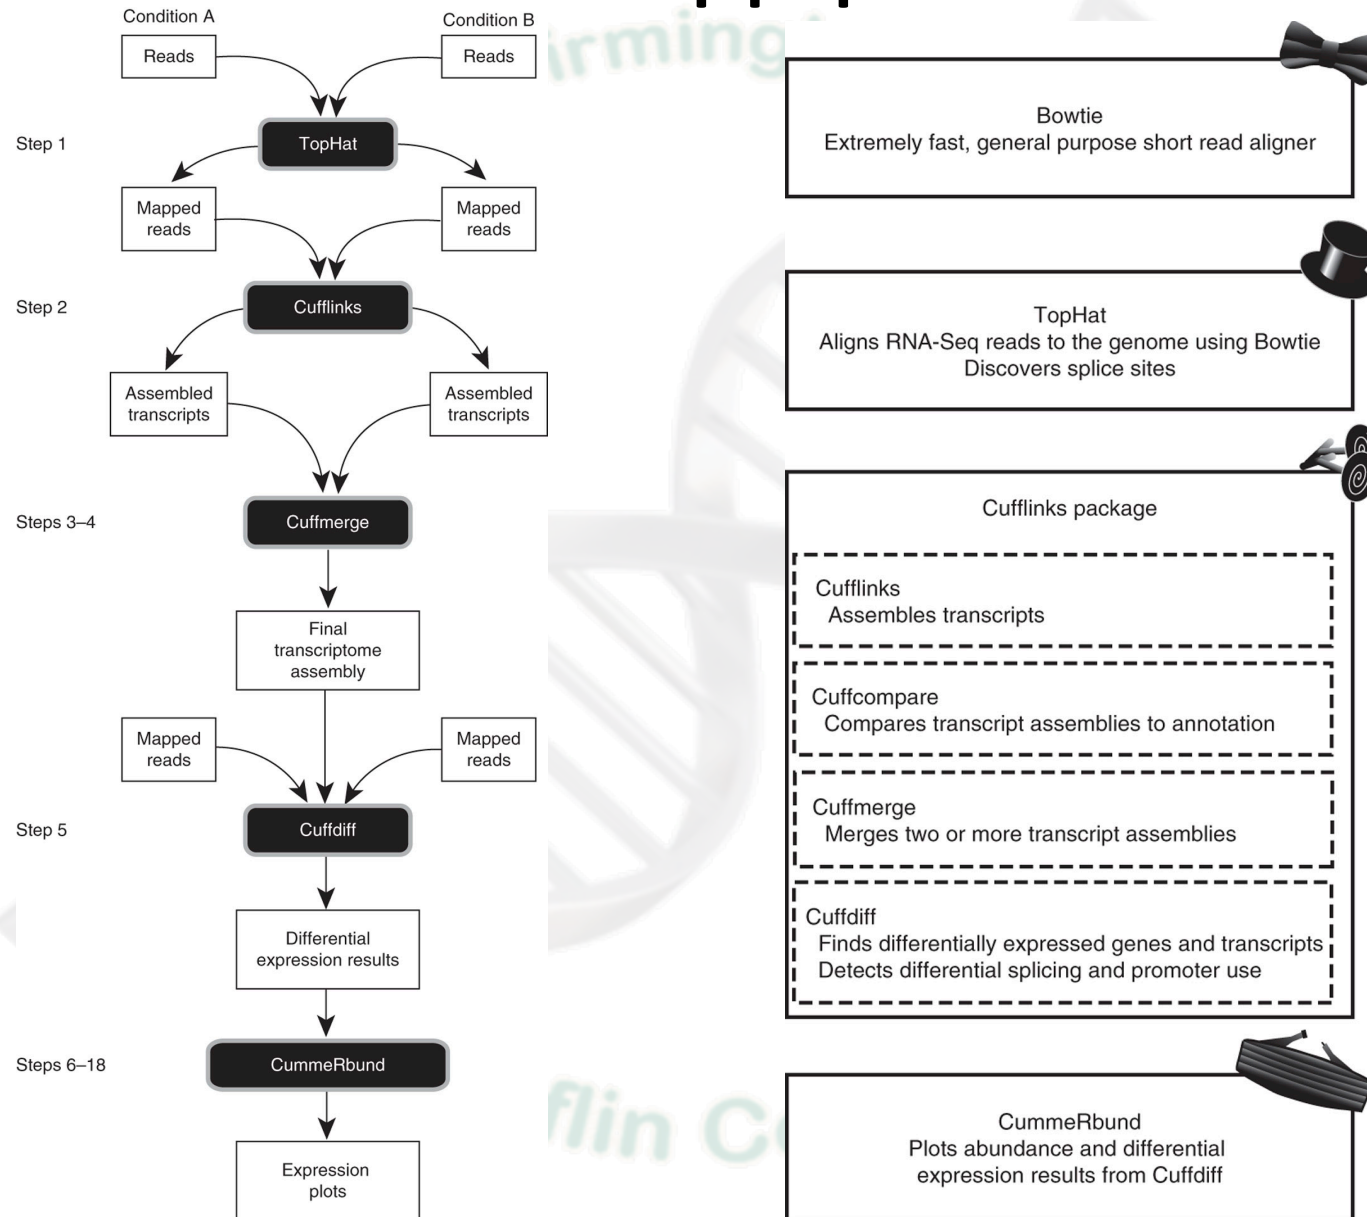 Condition A
Condition B
Reads
Reads
Step 1
TopHat
Mapped
reads
Mapped
reads
Step 2
Cufflinks
Assembled
transcripts
Assembled
transcripts
Steps 3–4
Cuffmerge
Final
transcriptome
assembly
Mapped
reads
Mapped
reads
Step 5
Cuffdiff
Differential
expression results
Steps 6–18
CummeRbund
Expression
plots
Bowtie
Extremely fast, general purpose short read aligner
TopHat
Aligns RNA-Seq reads to the genome using Bowtie
Discovers splice sites
Cufflinks package
Cufflinks
Assembles transcripts
Cuffcompare
Compares transcript assemblies to annotation
Cuffmerge
Merges two or more transcript assemblies
Cuffdiff
Finds differentially expressed genes and transcripts
Detects differential splicing and promoter use
CummeRbund
Plots abundance and differential
expression results from Cuffdiff